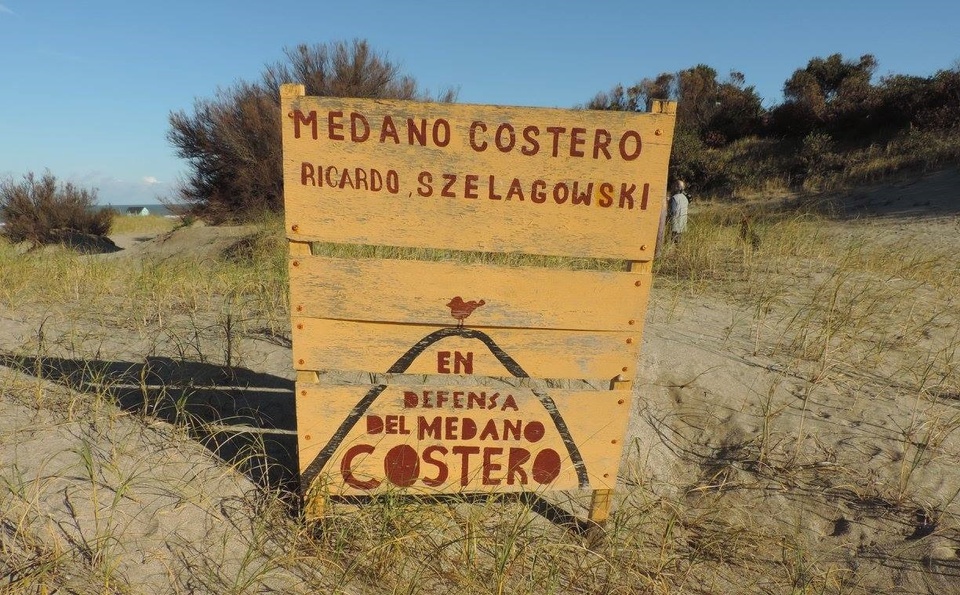 MEDANO COSTERO
RICARDO SZELAGOWSKI
EN
DEFENSA
DEL MEDANO
COSTERO